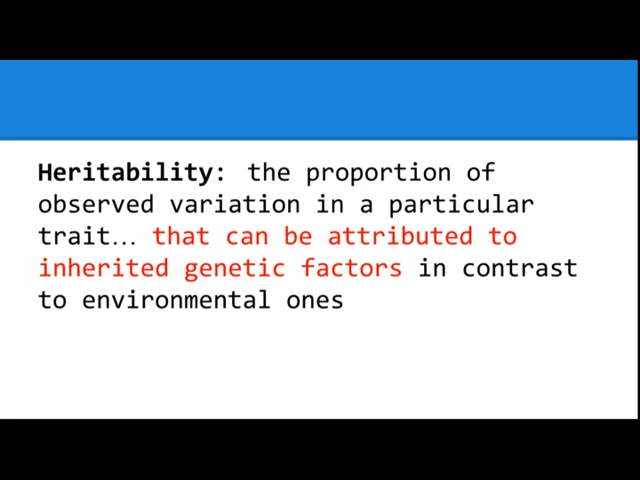 Heritability: the proportion of
observed variation in a particular
trait... that can be attributed to
inherited genetic factors in contrast
to environmental ones